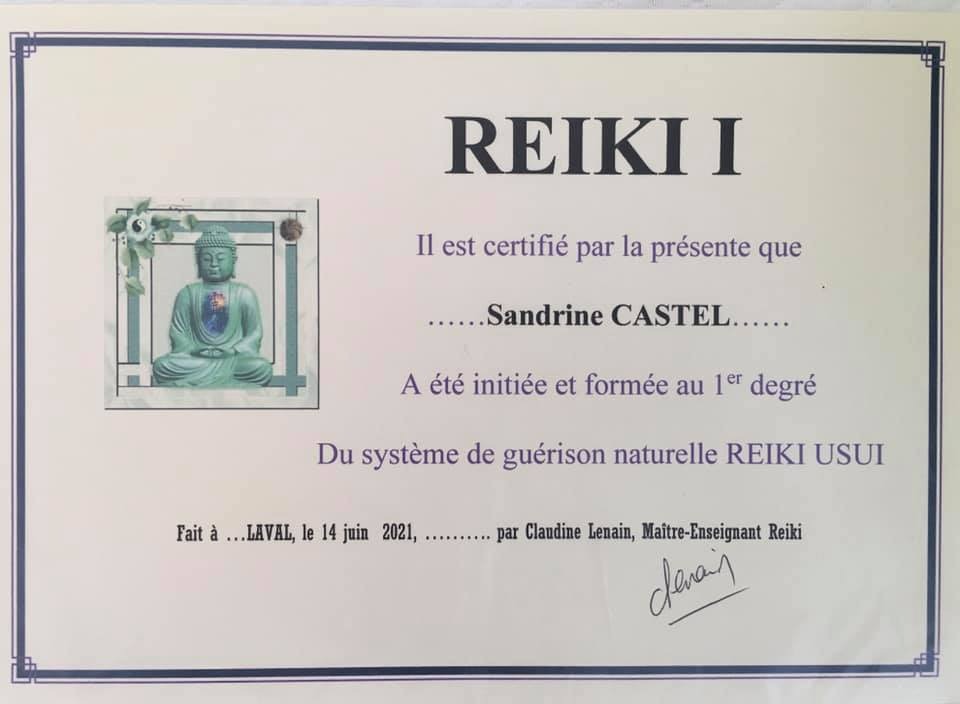 REIKI I
Il est certifié par la présente que
......Sandrine CASTEL......
A été initiée et formée au 1er degré
Du système de guérison naturelle REIKI USUI
Fait à ...LAVAL, le 14 juin 2021, .......... par Claudine Lenain, Maître-Enseignant Reiki
Lenain